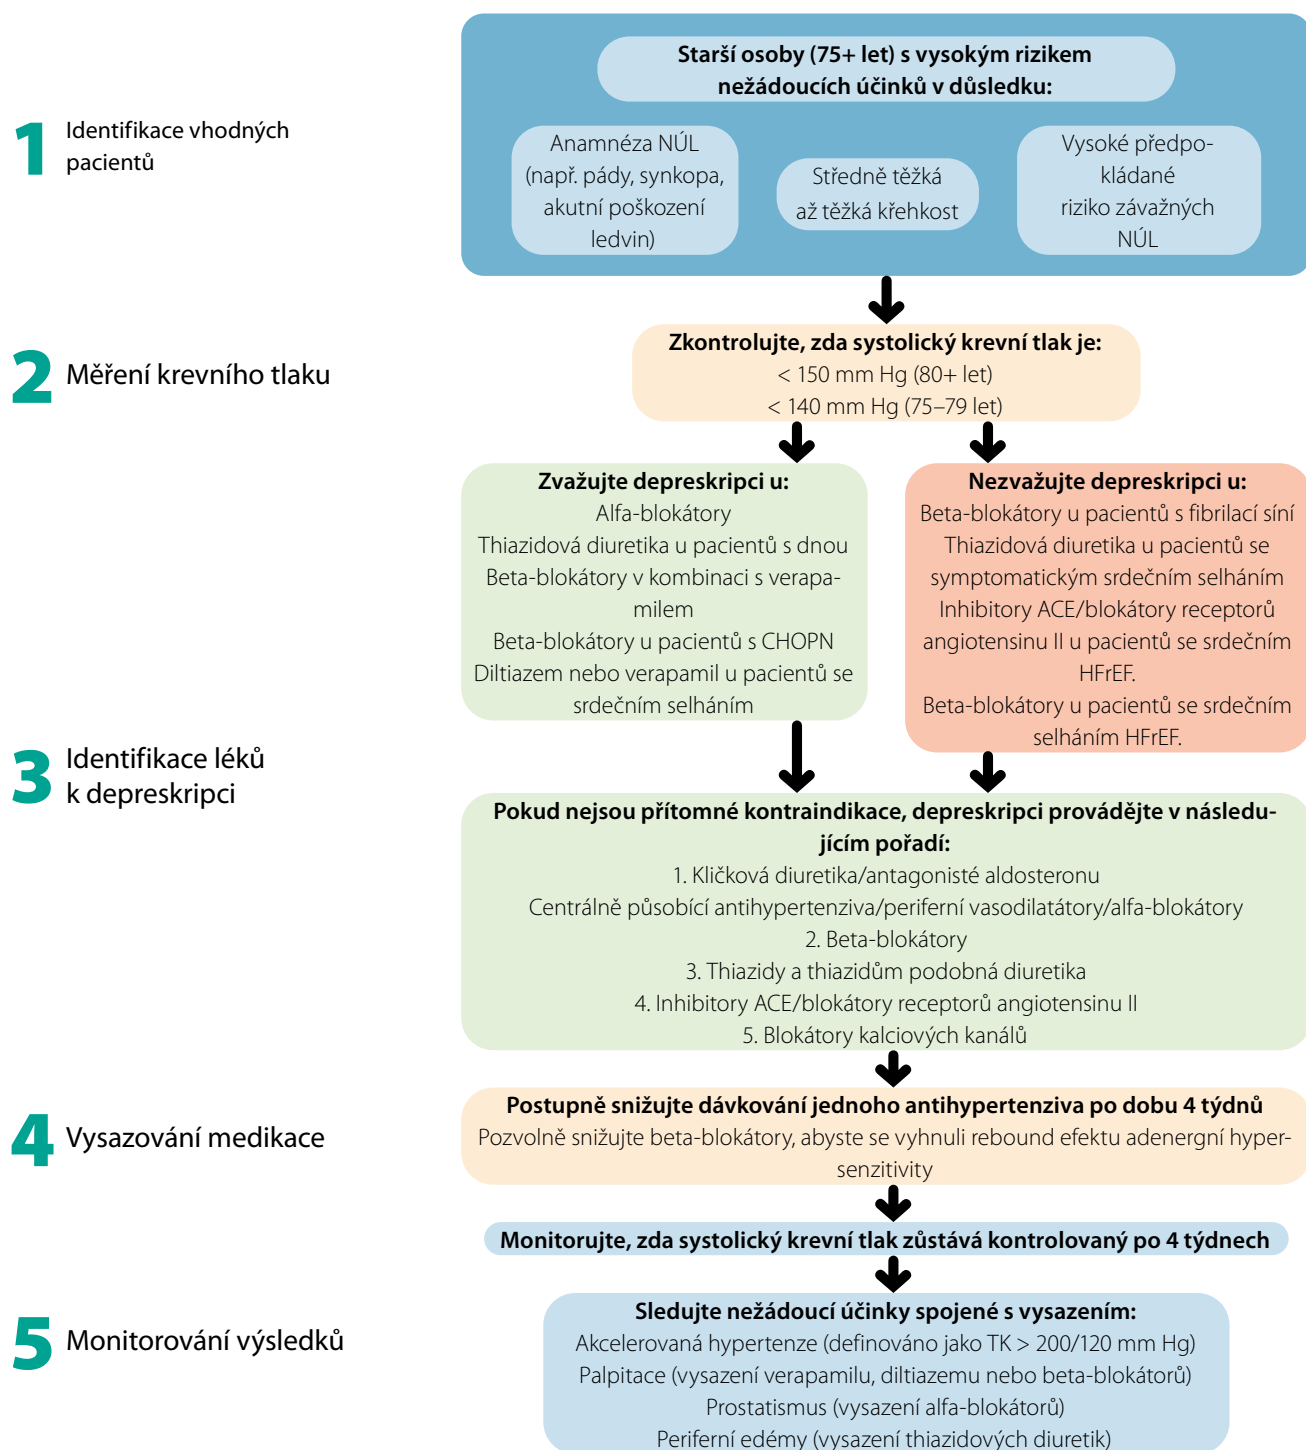 1 Identifikace vhodných
pacientů
Starší osoby (75+ let) s vysokým rizikem
nežádoucích účinků v důsledku:
Anamnéza NÚL
(např. pády, synkopa,
akutní poškození
ledvin)
Středně těžká
až těžká křehkost
Vysoké předpo-
kládané
riziko závažných
NÚL
2 Měření krevního tlaku
Zkontrolujte, zda systolický krevní tlak je:
< 150 mm Hg (80+ let)
< 140 mm Hg (75–79 let)
3 Identifikace léků
k depreskripci
Zvažujte depreskripci u:
Alfa-blokátory
Thiazidová diuretika u pacientů s dnou
Beta-blokátory v kombinaci s verapa-
milem
Beta-blokátory u pacientů s CHOPN
Diltiazem nebo verapamil u pacientů se
srdečním selháním
Nezvažujte depreskripci u:
Beta-blokátory u pacientů s fibrilací síní
Thiazidová diuretika u pacientů se
symptomatickým srdečním selháním
Inhibitory ACE/blokátory receptorů
angiotensinu II u pacientů se srdečním
HFrEF.
Beta-blokátory u pacientů se srdečním
selháním HFrEF.
Pokud nejsou přítomné kontraindikace, depreskripci provádějte v následu-
jícím pořadí:
1. Kličková diuretika/antagonisté aldosteronu
Centrálně působící antihypertenziva/periferní vasodilatátory/alfa-blokátory
2. Beta-blokátory
3. Thiazidy a thiazidům podobná diuretika
4. Inhibitory ACE/blokátory receptorů angiotensinu II
5. Blokátory kalciových kanálů
4 Vysazování medikace
Postupně snižujte dávkování jednoho antihypertenziva po dobu 4 týdnů
Pozvolně snižujte beta-blokátory, abyste se vyhnuli rebound efektu adenergní hyper-
senzitivity
5 Monitorování výsledků
Monitorujte, zda systolický krevní tlak zůstává kontrolovaný po 4 týdnech
Sledujte nežádoucí účinky spojené s vysazením:
Akcelerovaná hypertenze (definováno jako TK > 200/120 mm Hg)
Palpitace (vysazení verapamilu, diltiazemu nebo beta-blokátorů)
Prostatismus (vysazení alfa-blokátorů)
Periferní edémy (vysazení thiazidových diuretik)